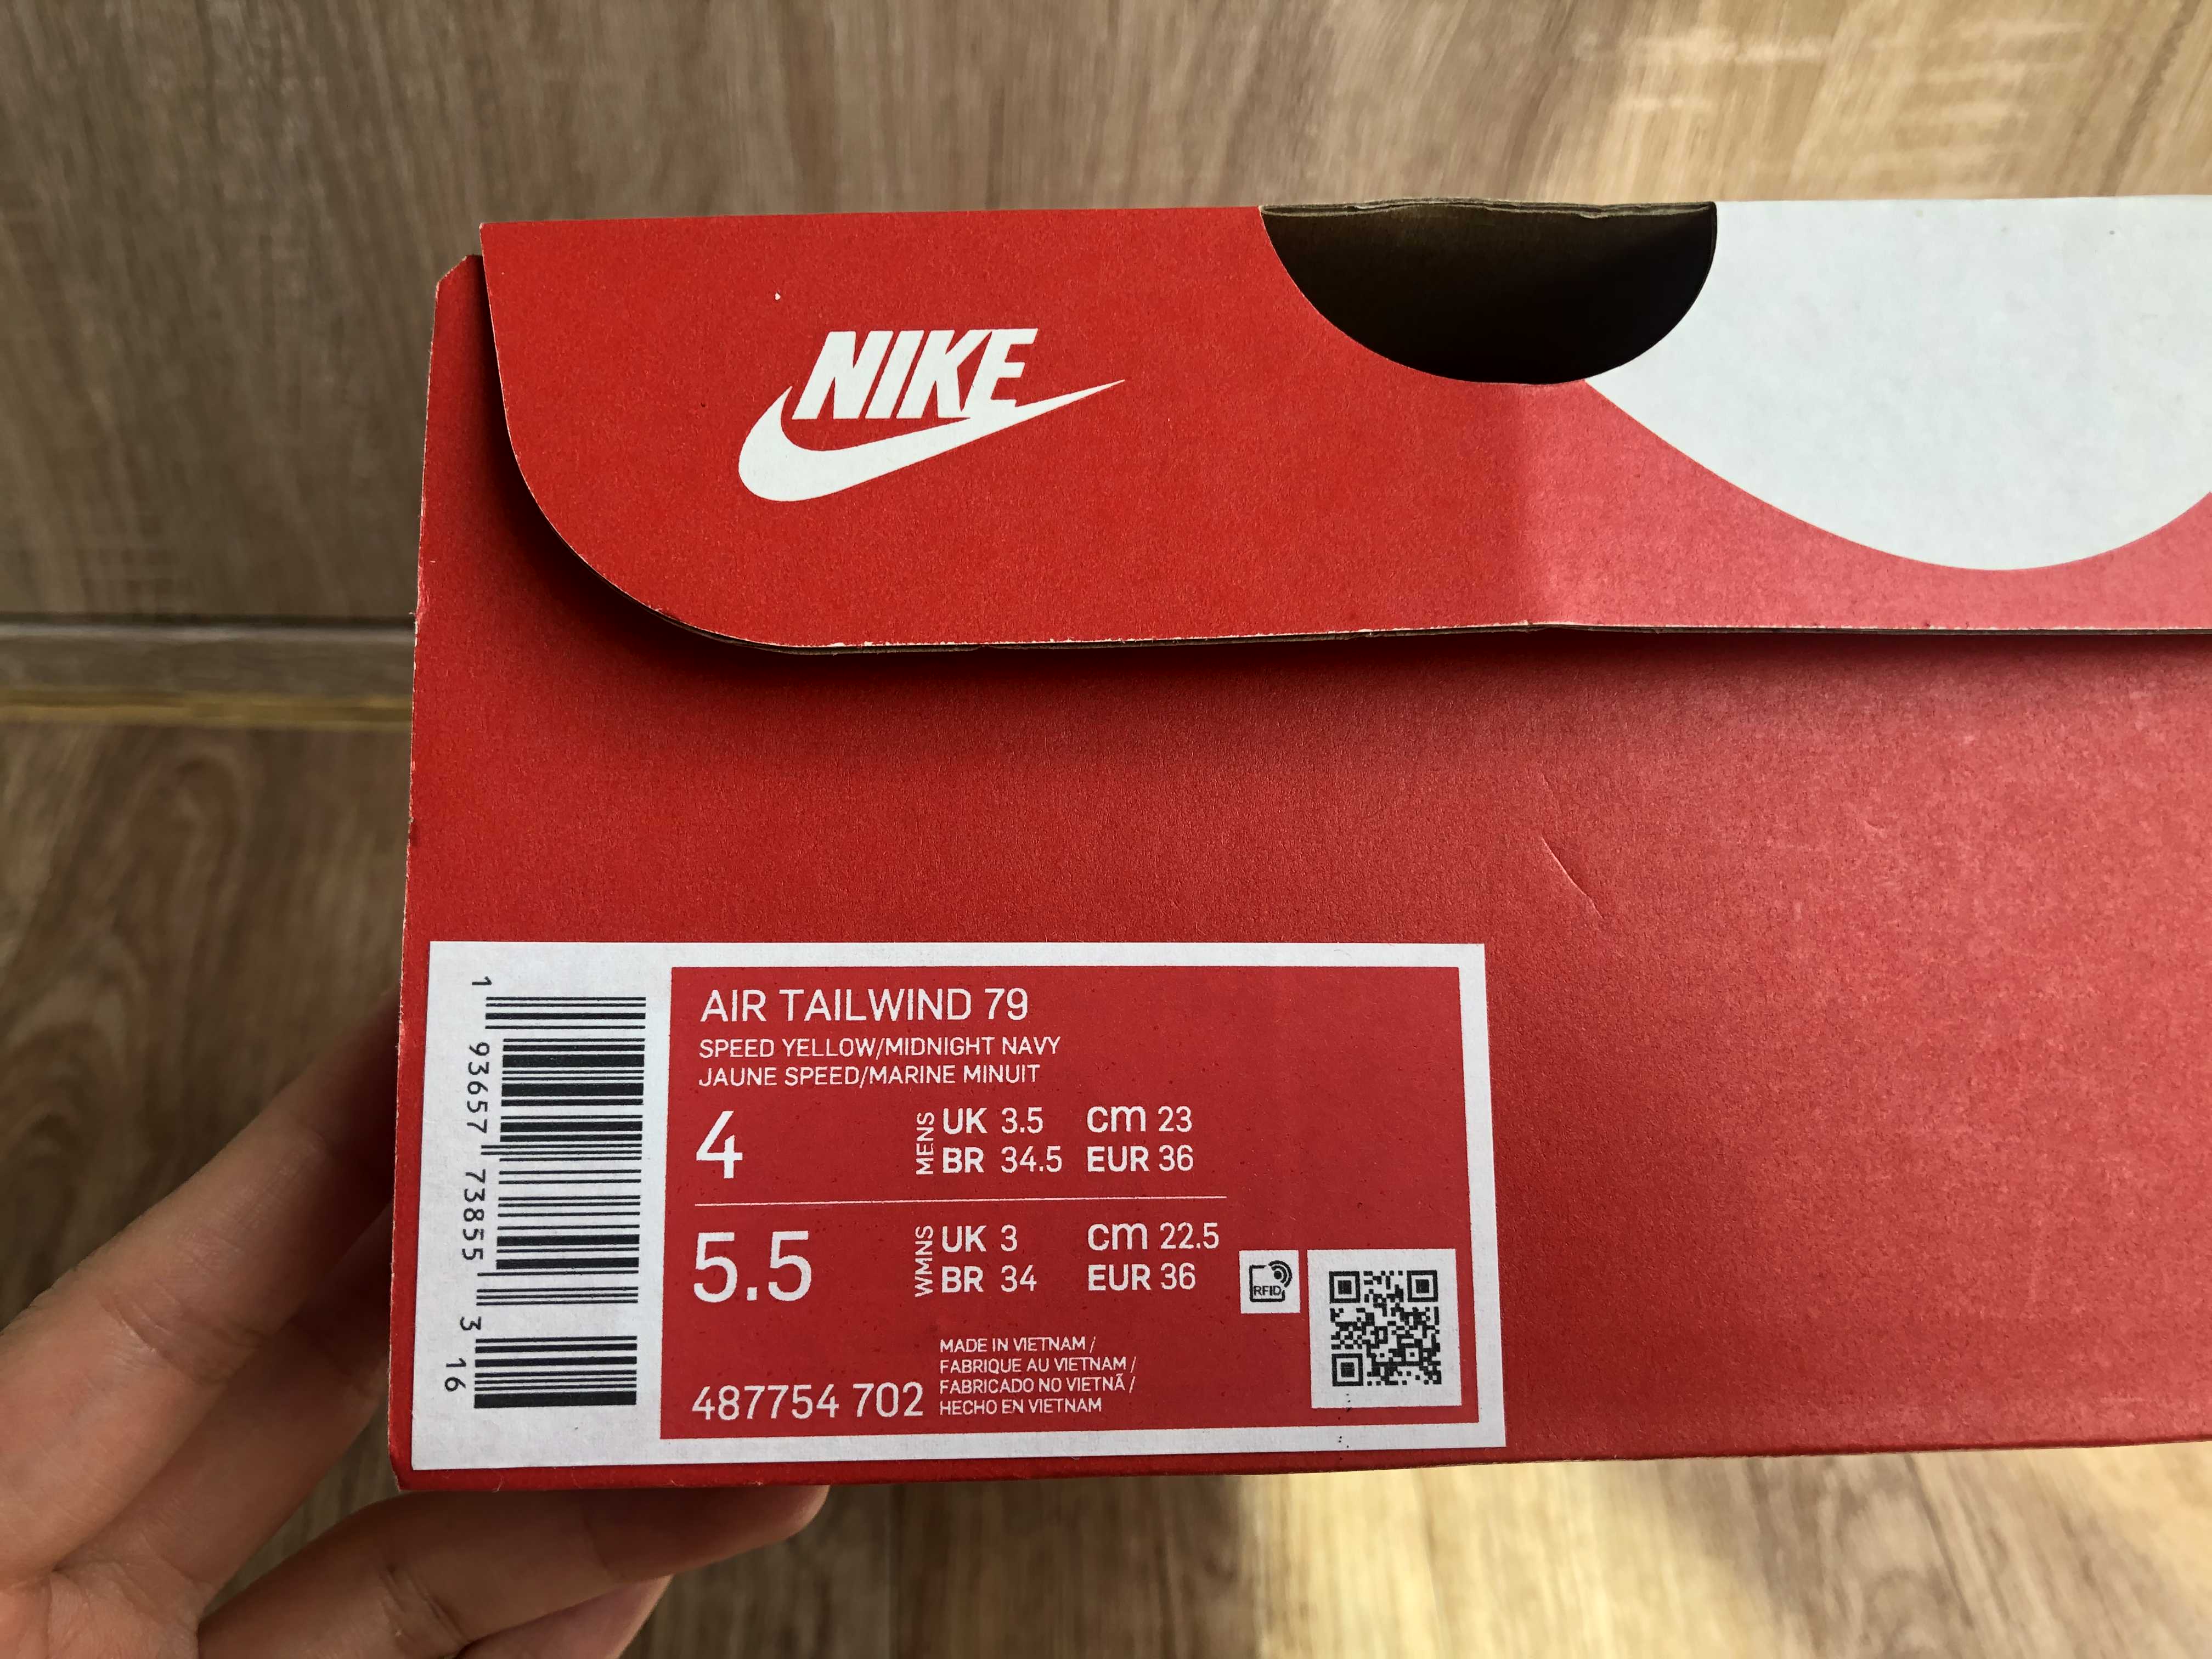 NIKE
AIR TAILWIND 79
SPEED YELLOW/MIDNIGHT NAVY
JAUNE SPEED/MARINE MINUIT
4 MENS UK 3.5 cm 23
BR 34.5 EUR 36
5.5 WMNS UK 3 cm 22.5
BR 34 EUR 36
RFID
MADE IN VIETNAM /
FABRIQUE AU VIETNAM /
FABRICADO NO VIETNÃ /
HECHO EN VIETNAM
487754 702
1 93657 73855 3 16